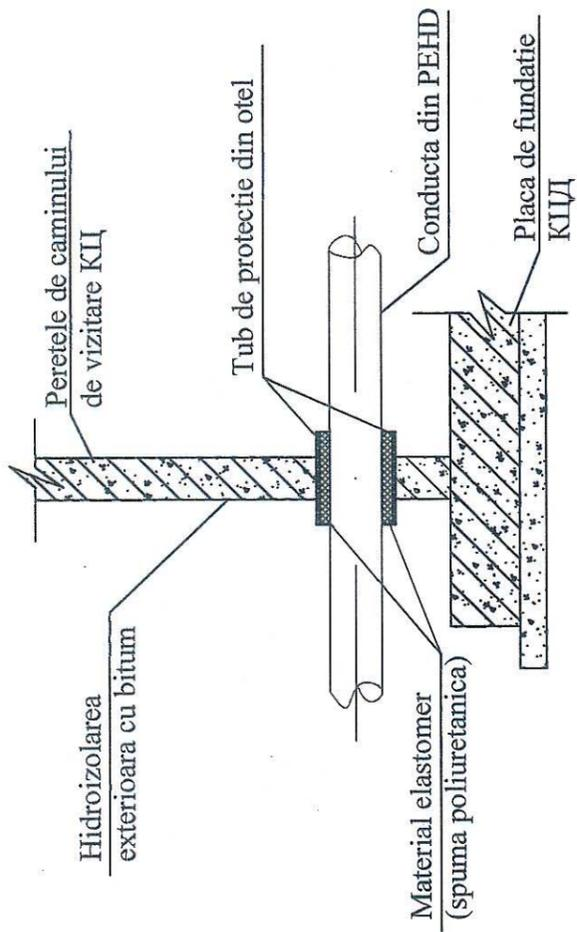 Peretele de caminului
de vizitare КЦ
Tub de protectie din otel
Conducta din PEHD
Placa de fundatie
КЦД
Hidroizolarea
exterioara cu bitum
Material elastomer
(spuma poliuretanica)